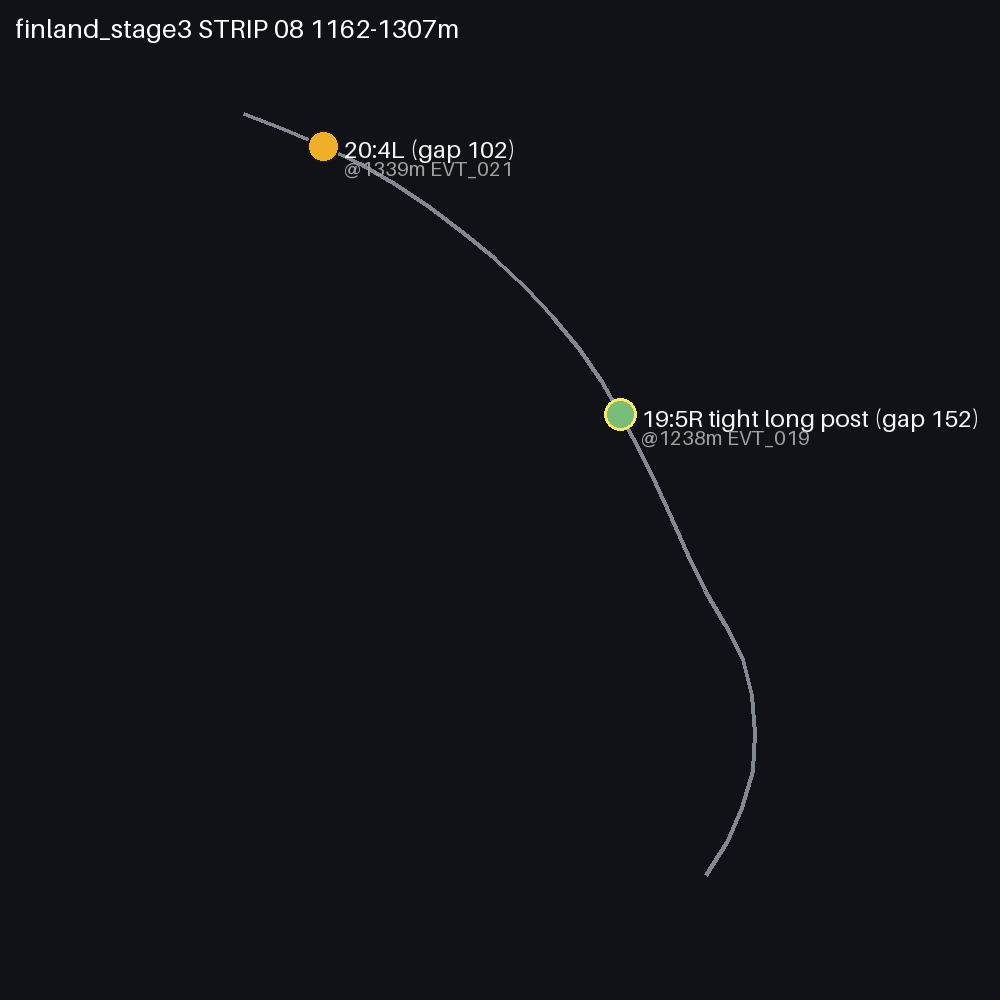 finland_stage3 STRIP 08 1162-1307m
20:4L (gap 102)
@1339m EVT_021
19:5R tight long post (gap 152)
@1238m EVT_019